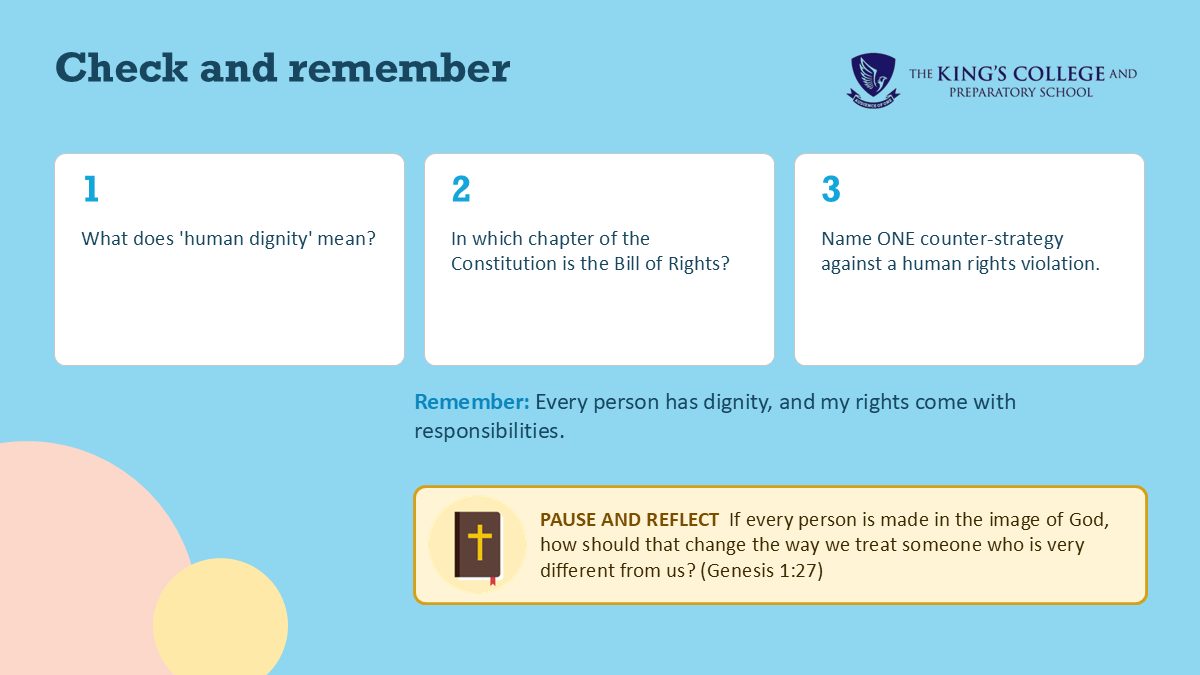 Check and remember
THE KING'S COLLEGE AND
PREPARATORY SCHOOL
AUDIENCE OF ONE
1
What does 'human dignity' mean?
2
In which chapter of the
Constitution is the Bill of Rights?
3
Name ONE counter-strategy
against a human rights violation.
Remember: Every person has dignity, and my rights come with
responsibilities.
PAUSE AND REFLECT If every person is made in the image of God,
how should that change the way we treat someone who is very
different from us? (Genesis 1:27)